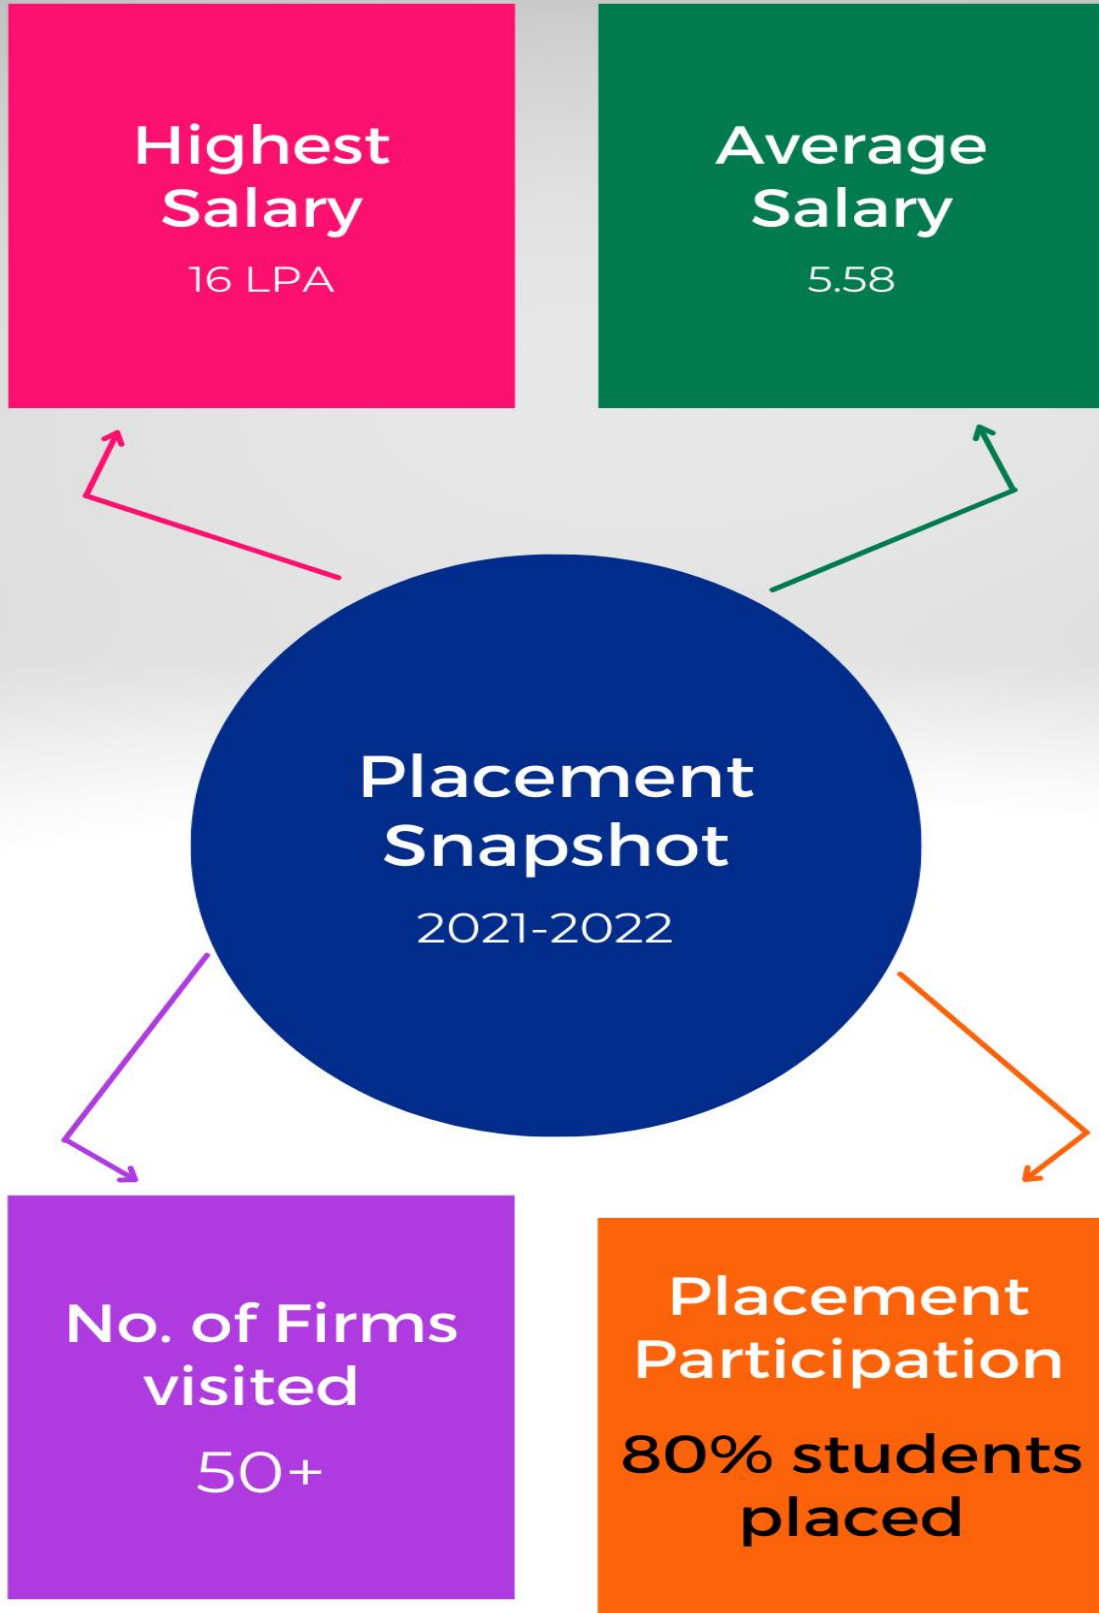 Highest
Salary
16 LPA
Average
Salary
5.58
Placement
Snapshot
2021-2022
No. of Firms
visited
50+
Placement
Participation
80% students
placed